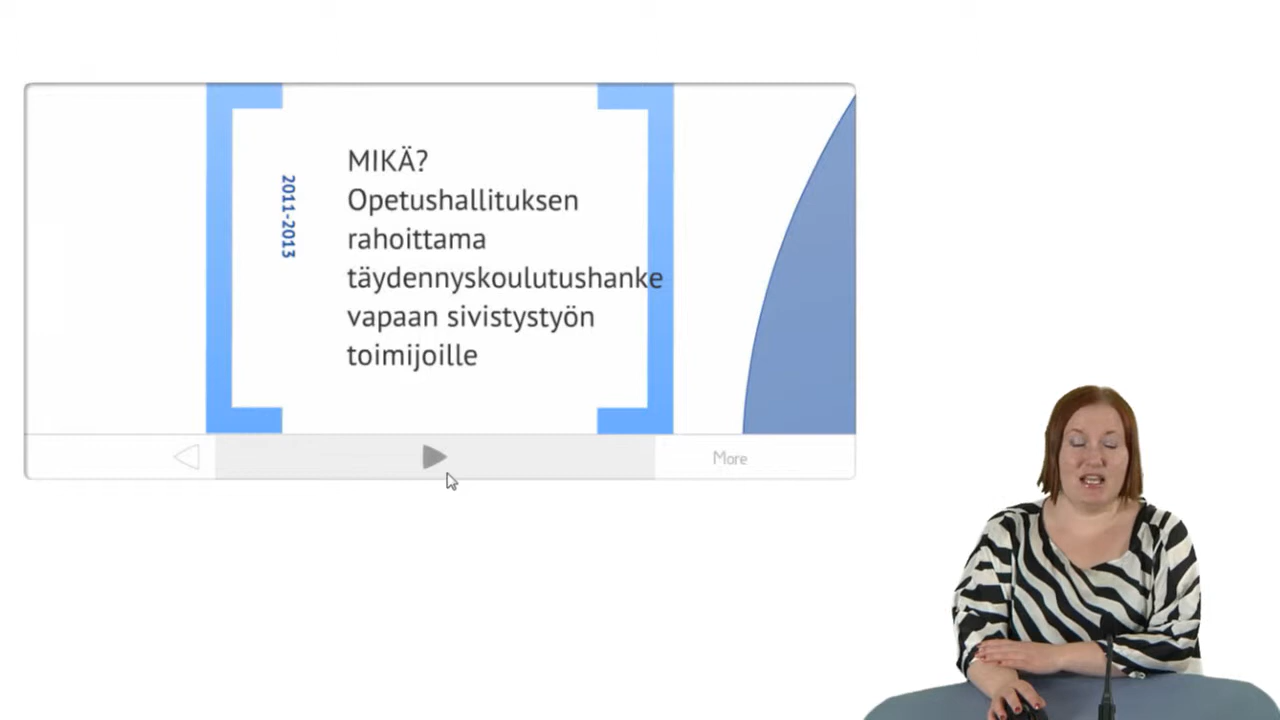 2011-2013
MIKÄ?
Opetushallituksen
rahoittama
täydennyskoulutushanke
vapaan sivistystyön
toimijoille
More